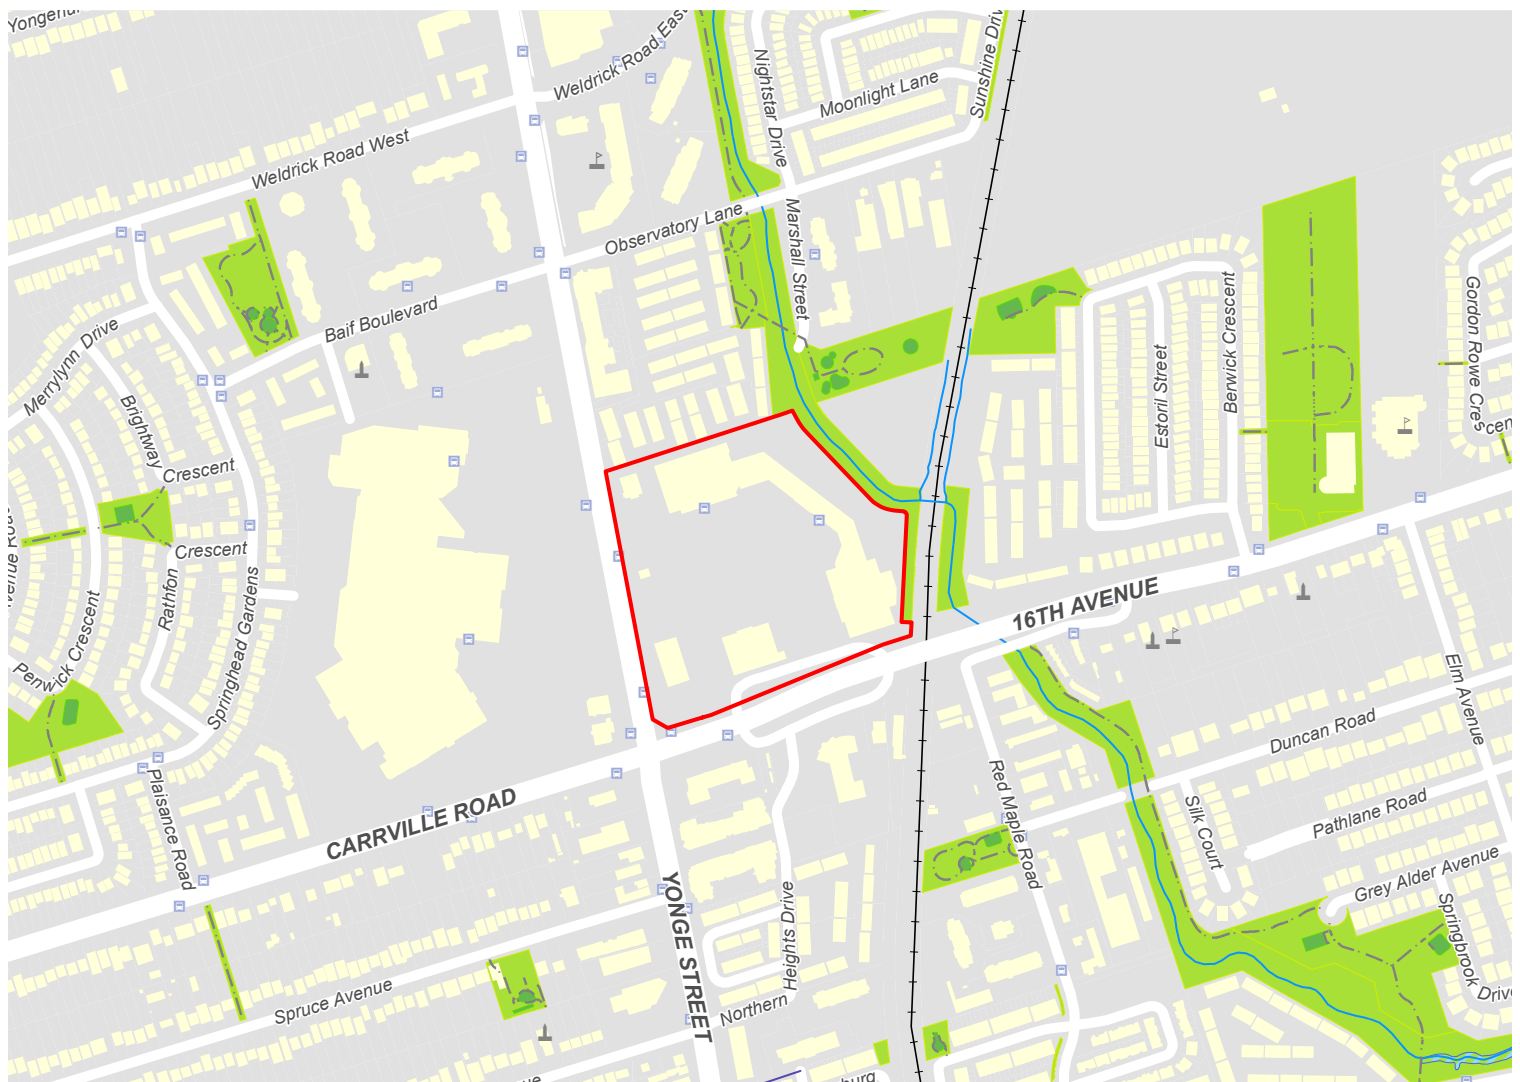 Weldrick Road East
Sunshine Driv
Nightstar Drive
Moonlight Lane
Weldrick Road West
Observatory Lane
Marshall Street
Baif Boulevard
Merrylynn Drive
Brightway
Crescent
Crescent
Rathfon
Penwick Crescent
Springhead Gardens
Plaisance Road
Estoril Street
Berwick Crescent
Gordon Rowe Cres
cen
16TH AVENUE
CARRVILLE ROAD
YONGE STREET
Elm Avenue
Duncan Road
Red Maple Road
Silk Court
Pathlane Road
Grey Alder Avenue
Springbrook
Drive
Spruce Avenue
Northern
Heights Drive